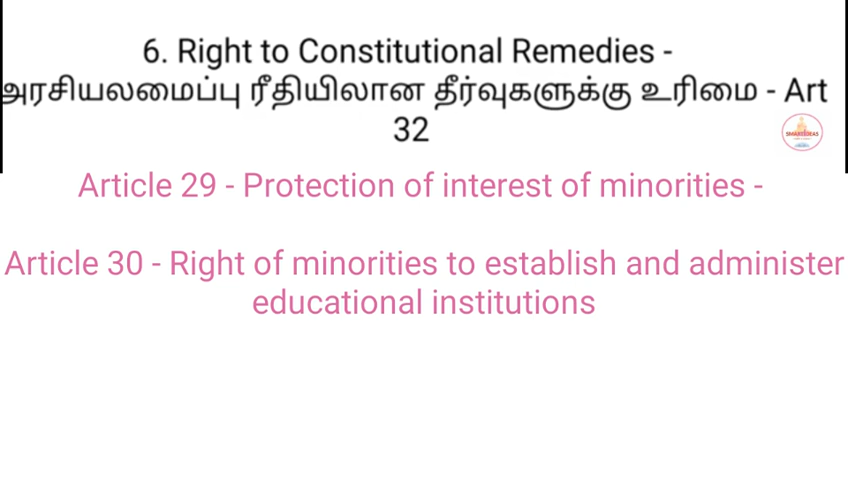 6. Right to Constitutional Remedies -
அரசியலமைப்பு ரீதியிலான தீர்வுகளுக்கு உரிமை - Art
32
Article 29 - Protection of interest of minorities -
Article 30 - Right of minorities to establish and administer
educational institutions